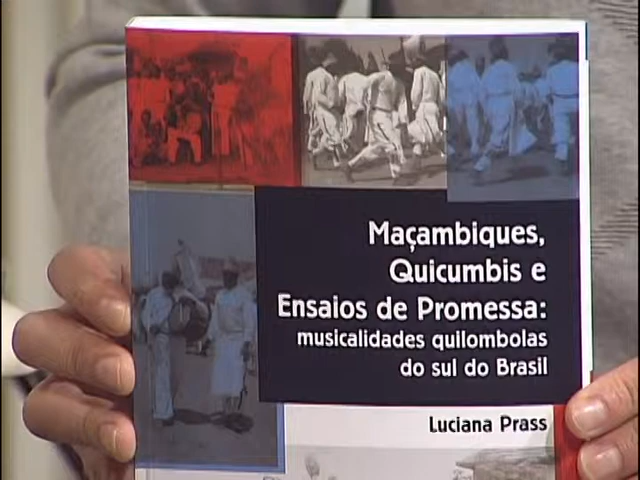 Maçambiques,
Quicumbis e
Ensaios de Promessa:
musicalidades quilombolas
do sul do Brasil
Luciana Prass